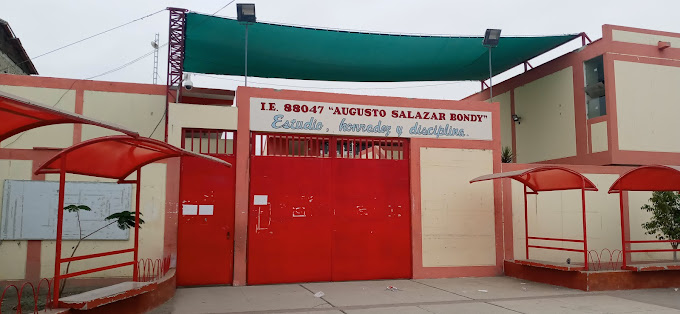 I.E. 88047 "AUGUSTO SALAZAR BONDY"
Estudio, honradez y disciplina.